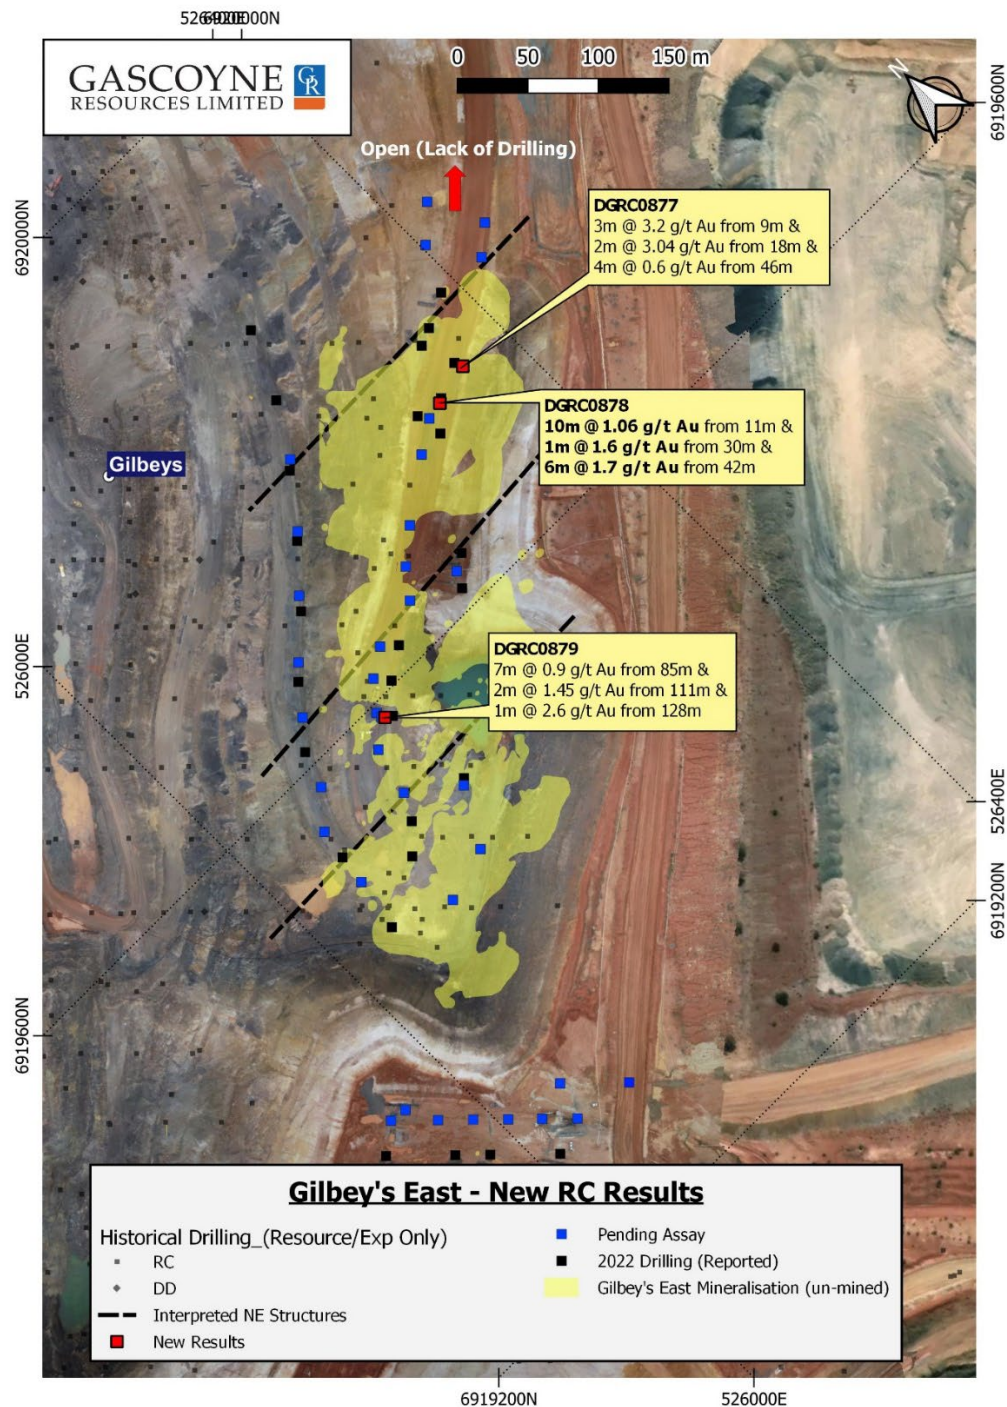 526400E
6920000N
GASCOYNE
RESOURCES LIMITED
GR
0 50 100 150 m
N
6919600N
Open (Lack of Drilling)
DGRC0877
3m @ 3.2 g/t Au from 9m &
2m @ 3.04 g/t Au from 18m &
4m @ 0.6 g/t Au from 46m
6920000N
DGRC0878
10m @ 1.06 g/t Au from 11m &
1m @ 1.6 g/t Au from 30m &
6m @ 1.7 g/t Au from 42m
Gilbeys
DGRC0879
7m @ 0.9 g/t Au from 85m &
2m @ 1.45 g/t Au from 111m &
1m @ 2.6 g/t Au from 128m
526000E
526400E
6919200N
6919600N
Gilbey's East - New RC Results
Historical Drilling_(Resource/Exp Only)
RC
DD
Interpreted NE Structures
New Results
Pending Assay
2022 Drilling (Reported)
Gilbey's East Mineralisation (un-mined)
6919200N
526000E